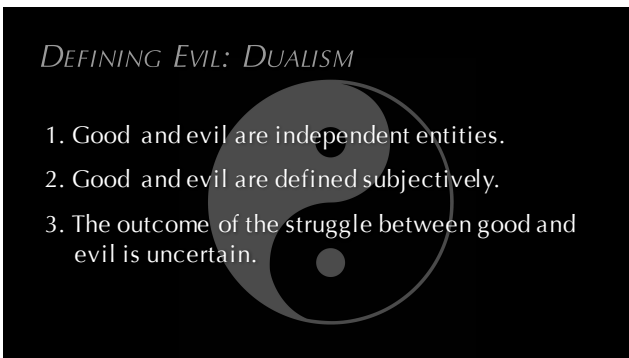 DEFINING EVIL: DUALISM
1. Good and evil are independent entities.
2. Good and evil are defined subjectively.
3. The outcome of the struggle between good and
evil is uncertain.